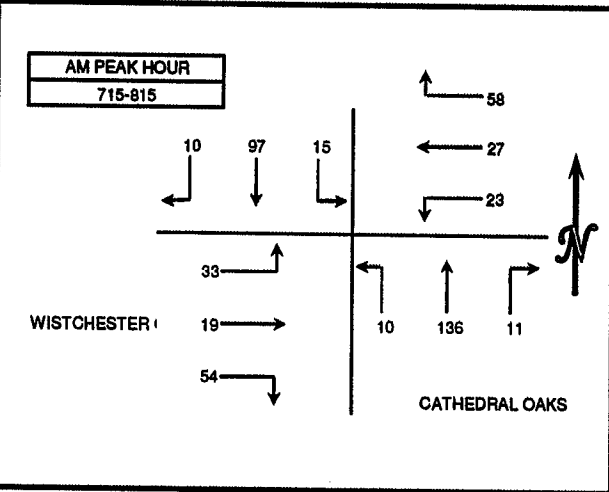 AM PEAK HOUR
715-815
58
10 97 15
27
23
N
33
WISTCHESTER 19
10 136 11
54
CATHEDRAL OAKS